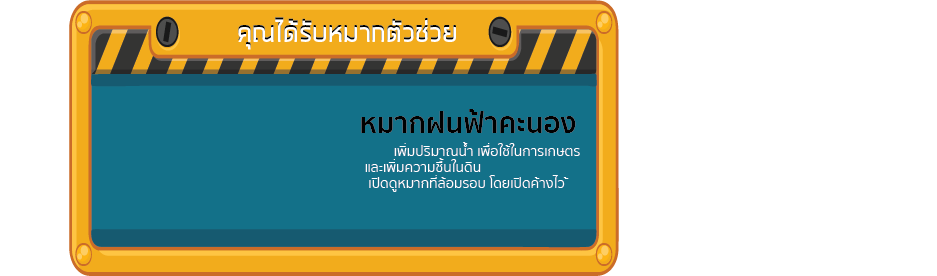 คุณได้รับหมากตัวช่วย
หมากฝนฟ้าคะนอง
เพิ่มปริมาณน้ำ เพื่อใช้ในการเกษตร
และเพิ่มความชื้นในดิน
เปิดดูหมากที่ล้อมรอบ โดยเปิดค้างไว้